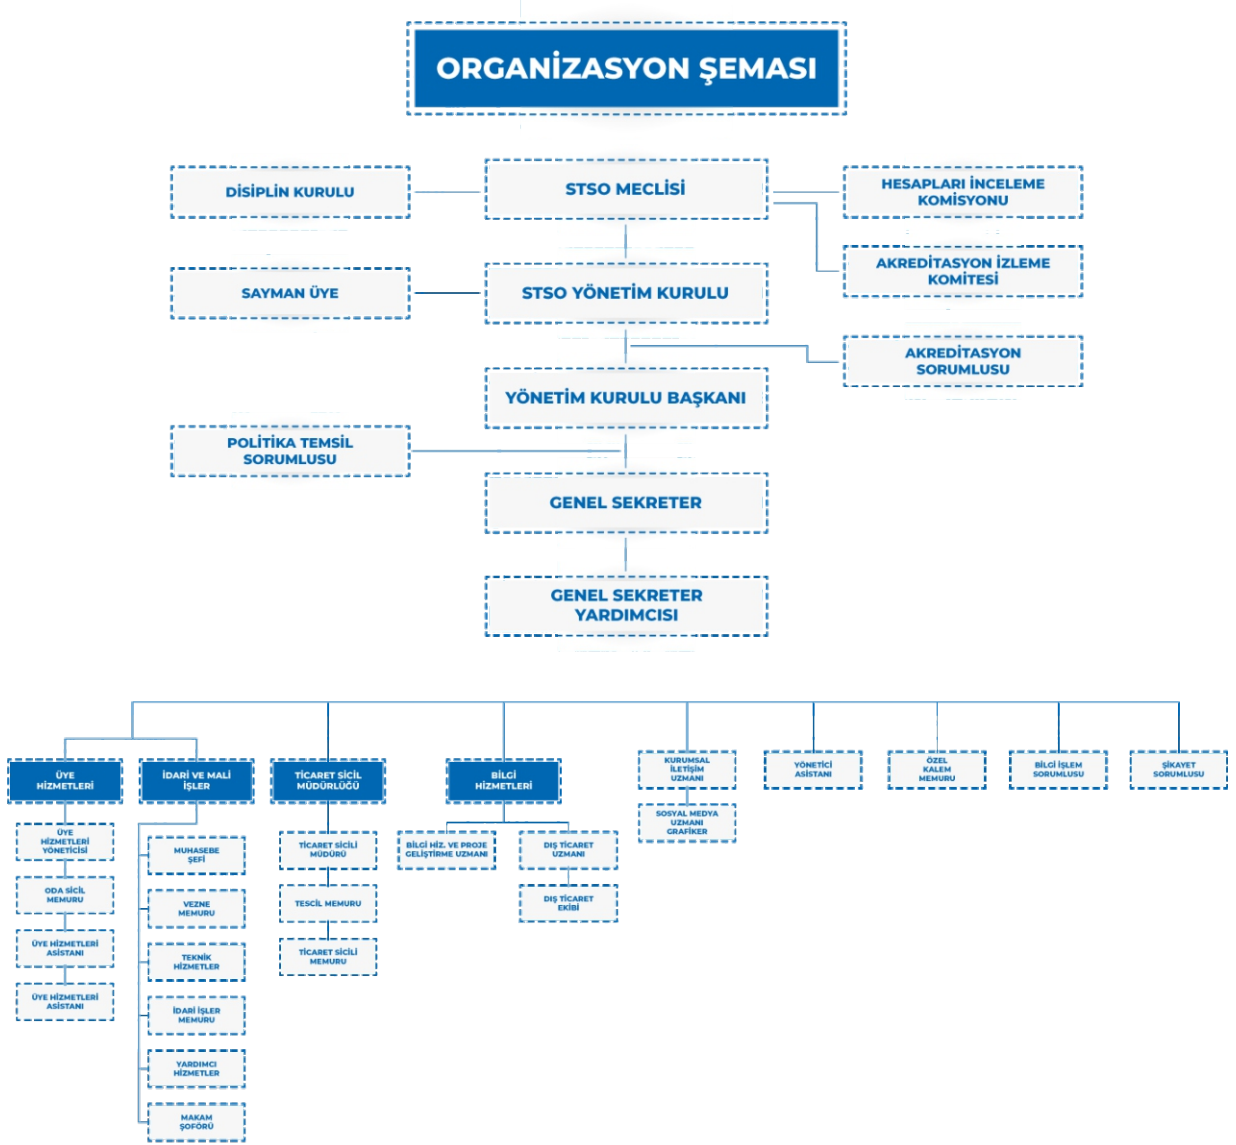 ORGANİZASYON ŞEMASI
DİSİPLİN KURULU
STSO MECLİSİ
HESAPLARI İNCELEME
KOMİSYONU
AKREDİTASYON İZLEME
KOMİTESİ
SAYMAN ÜYE
STSO YÖNETİM KURULU
AKREDİTASYON
SORUMLUSU
YÖNETİM KURULU BAŞKANI
POLİTİKA TEMSİL
SORUMLUSU
GENEL SEKRETER
GENEL SEKRETER
YARDIMCISI
ÜYE
HİZMETLERİ
İDARİ VE MALİ
İŞLER
TİCARET SİCİL
MÜDÜRLÜĞÜ
BİLGİ
HİZMETLERİ
KURUMSAL
İLETİŞİM
UZMANI
YÖNETİCİ
ASİSTANI
ÖZEL
KALEM
MEMURU
BİLGİ İŞLEM
SORUMLUSU
ŞİKAYET
SORUMLUSU
ÜYE
HİZMETLERİ
YÖNETİCİSİ
ODA SİCİL
MEMURU
ÜYE HİZMETLERİ
ASİSTANI
ÜYE HİZMETLERİ
ASİSTANI
MUHASEBE
ŞEFİ
VEZNE
MEMURU
TEKNİK
HİZMETLER
İDARİ İŞLER
MEMURU
YARDIMCI
HİZMETLER
MAKAM
ŞOFÖRÜ
TİCARET SİCİLİ
MÜDÜRÜ
TESCİL MEMURU
TİCARET SİCİLİ
MEMURU
BİLGİ HİZ. VE PROJE
GELİŞTİRME UZMANI
DIŞ TİCARET
UZMANI
DIŞ TİCARET
EKİBİ
SOSYAL MEDYA
UZMANI
GRAFİKER